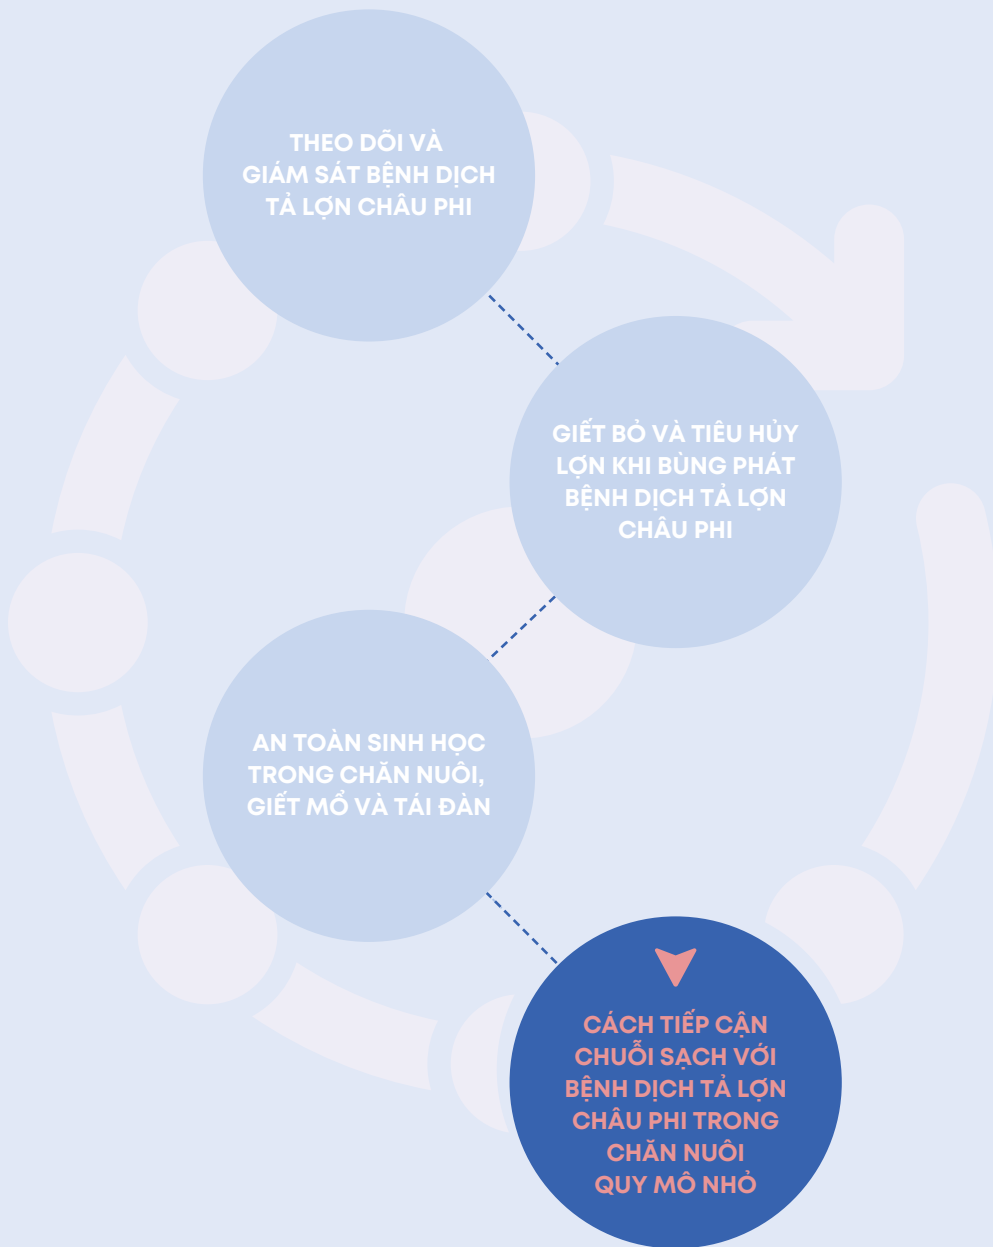 THEO DÕI VÀ
GIÁM SÁT BỆNH DỊCH
TẢ LỢN CHÂU PHI
GIẾT BỎ VÀ TIÊU HỦY
LỢN KHI BÙNG PHÁT
BỆNH DỊCH TẢ LỢN
CHÂU PHI
AN TOÀN SINH HỌC
TRONG CHĂN NUÔI,
GIẾT MỔ VÀ TÁI ĐÀN
CÁCH TIẾP CẬN
CHUỖI SẠCH VỚI
BỆNH DỊCH TẢ LỢN
CHÂU PHI TRONG
CHĂN NUÔI
QUY MÔ NHỎ